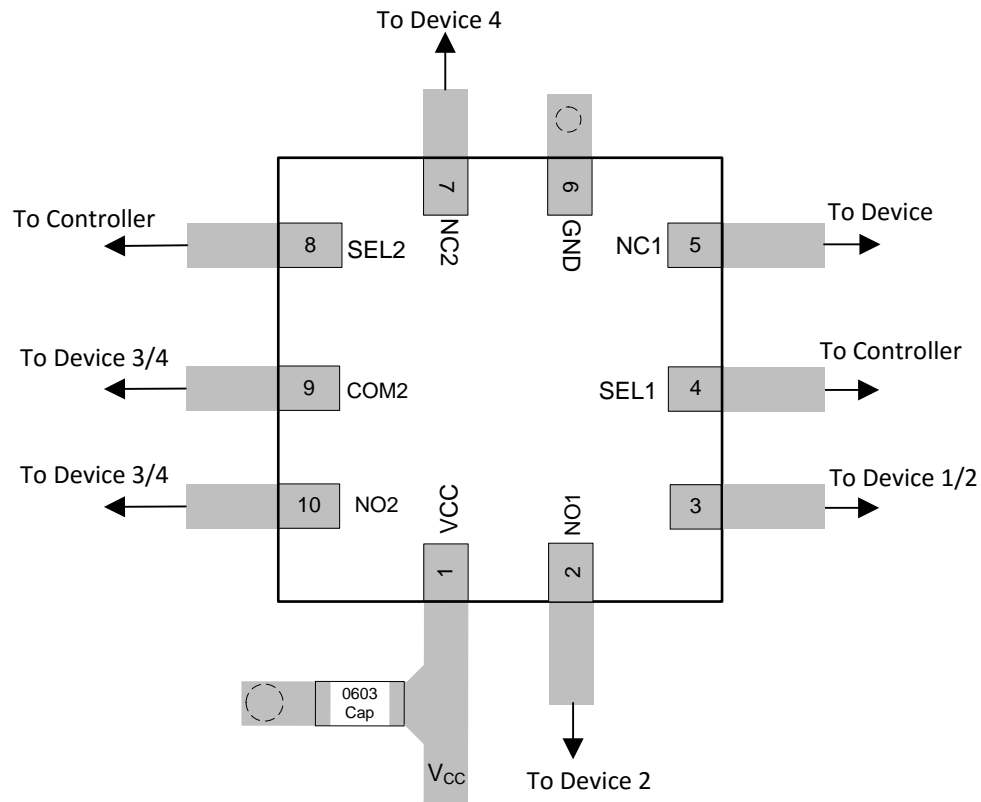 To Device 4
7
NC2
6
GND
To Controller
8
SEL2
NC1
5
To Device
To Device 3/4
9
COM2
SEL1
4
To Controller
To Device 3/4
10
NO2
VCC
1
NO1
2
3
To Device 1/2
0603
Cap
VCC
To Device 2